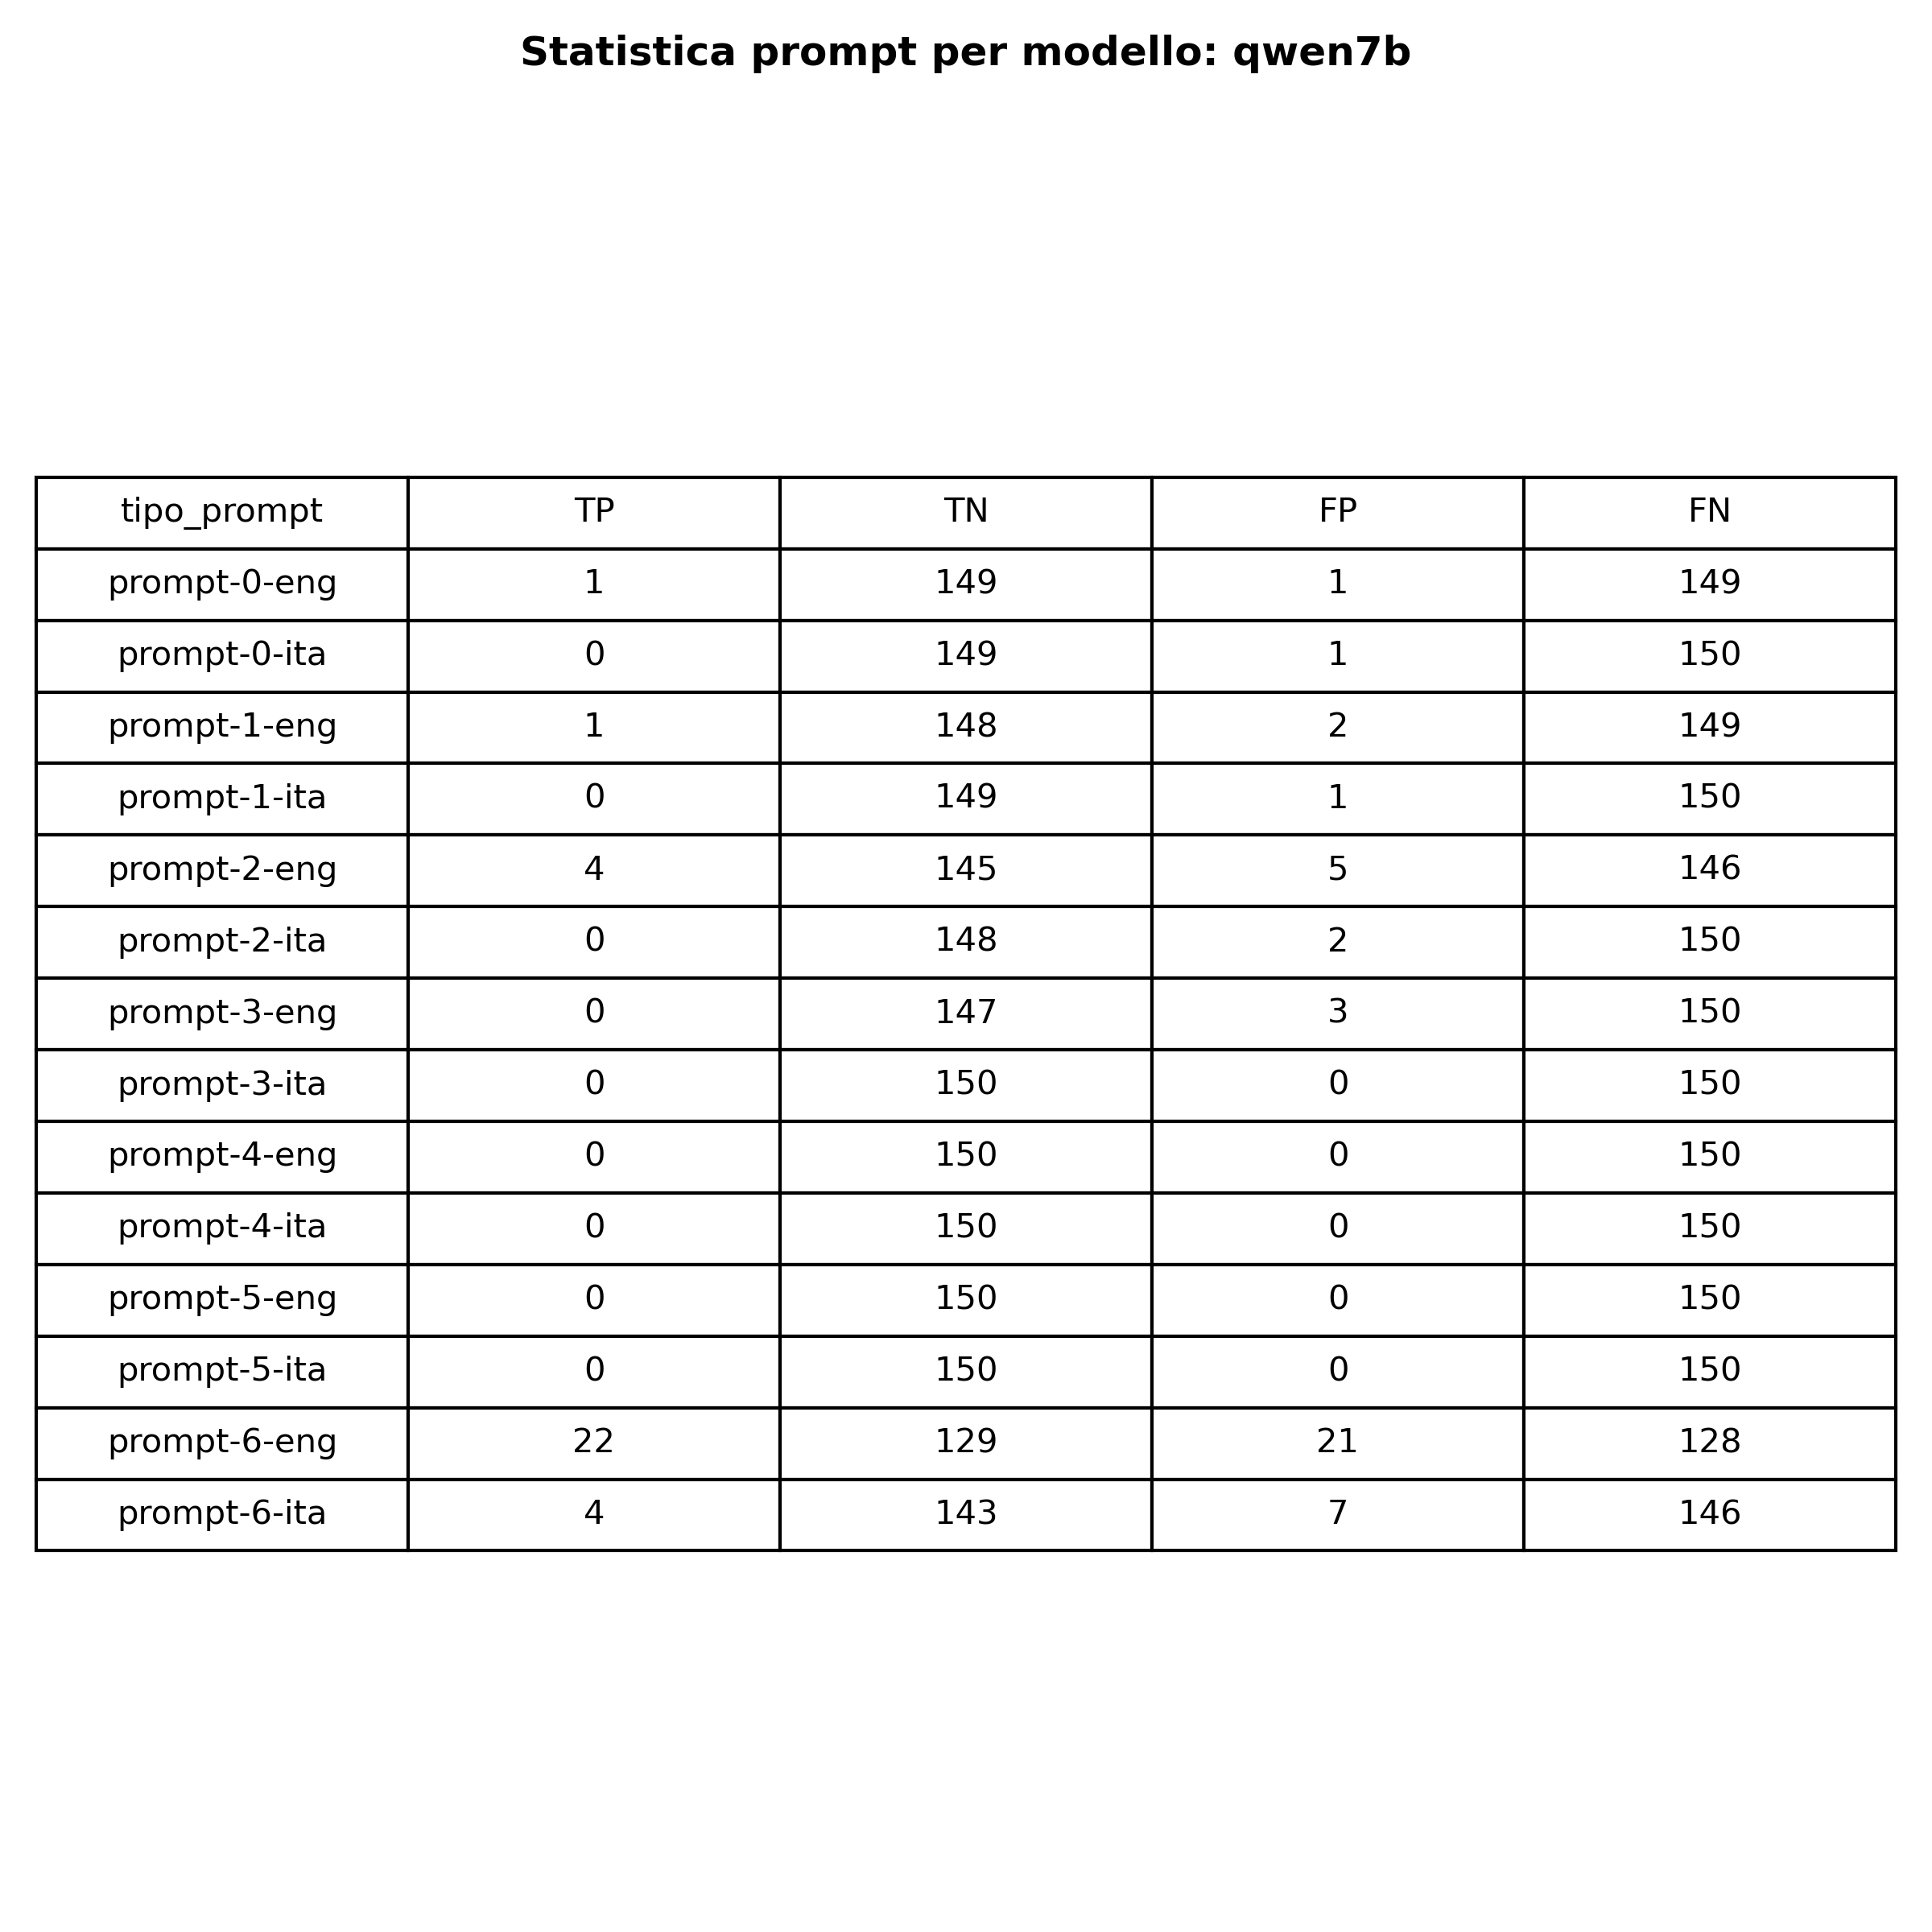 Statistica prompt per modello: qwen7b
tipo_prompt TP TN FP FN
prompt-0-eng 1 149 1 149
prompt-0-ita 0 149 1 150
prompt-1-eng 1 148 2 149
prompt-1-ita 0 149 1 150
prompt-2-eng 4 145 5 146
prompt-2-ita 0 148 2 150
prompt-3-eng 0 147 3 150
prompt-3-ita 0 150 0 150
prompt-4-eng 0 150 0 150
prompt-4-ita 0 150 0 150
prompt-5-eng 0 150 0 150
prompt-5-ita 0 150 0 150
prompt-6-eng 22 129 21 128
prompt-6-ita 4 143 7 146